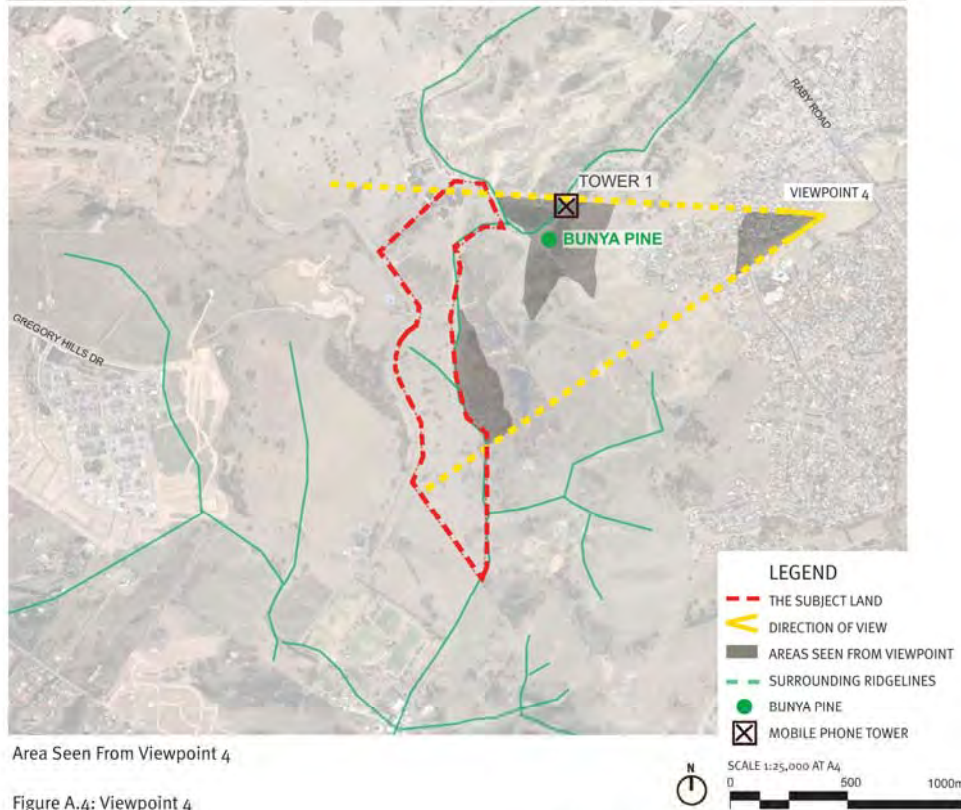 RABY ROAD
TOWER 1
VIEWPOINT 4
BUNYA PINE
GREGORY HILLS DR
LEGEND
THE SUBJECT LAND
DIRECTION OF VIEW
AREAS SEEN FROM VIEWPOINT
SURROUNDING RIDGELINES
BUNYA PINE
MOBILE PHONE TOWER
Area Seen From Viewpoint 4
N
SCALE 1:25,000 AT A4
0 500 1000m
Figure A.4: Viewpoint 4